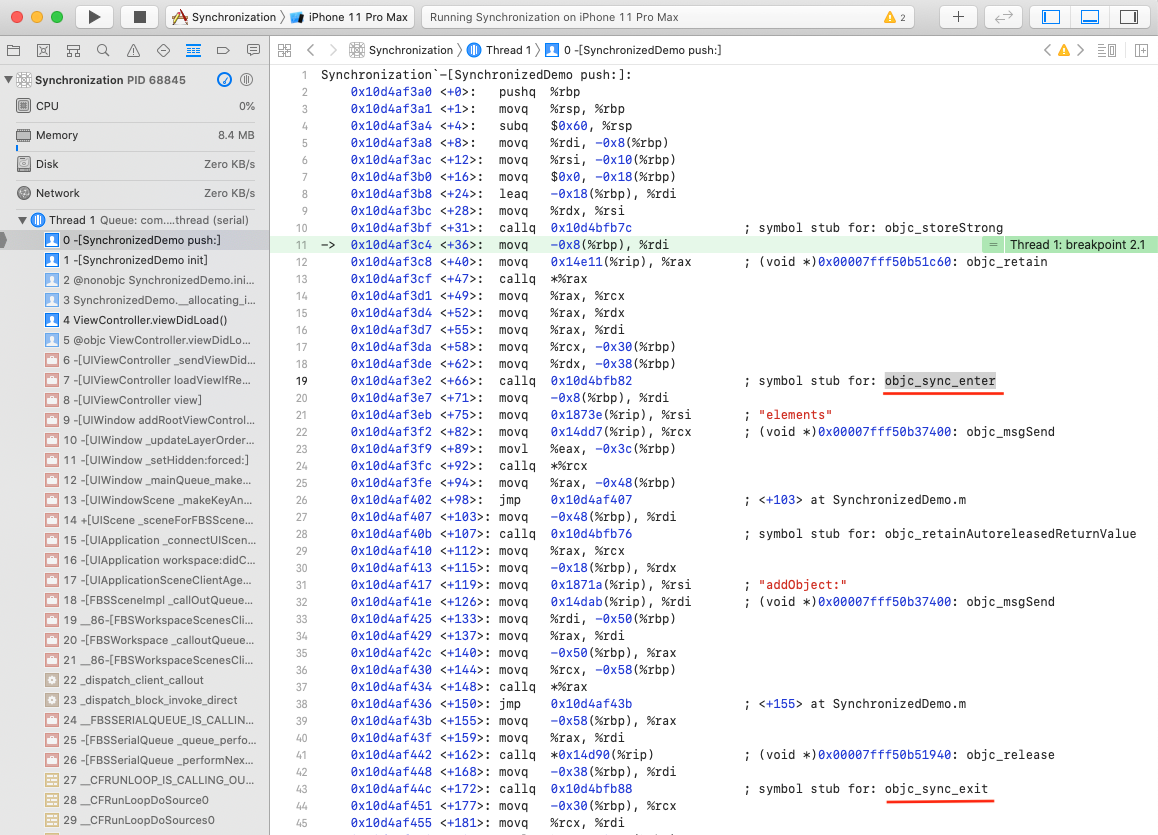 Synchronization 〉 iPhone 11 Pro Max
Running Synchronization on iPhone 11 Pro Max
2
Synchronization 〉 Thread 1 〉 0 -[SynchronizedDemo push:]
Synchronization PID 68845
CPU 0%
Memory 8.4 MB
Disk Zero KB/s
Network Zero KB/s
Thread 1 Queue: com....thread (serial)
0 -[SynchronizedDemo push:]
1 -[SynchronizedDemo init]
2 @nonobjc SynchronizedDemo.ini...
3 SynchronizedDemo.__allocating_i...
4 ViewController.viewDidLoad()
5 @objc ViewController.viewDidLo...
6 -[UIViewController _sendViewDid...
7 -[UIViewController loadViewIfRe...
8 -[UIViewController view]
9 -[UIWindow addRootViewControl...
10 -[UIWindow _updateLayerOrder...
11 -[UIWindow _setHidden:forced:]
12 -[UIWindow _mainQueue_make...
13 -[UIWindowScene _makeKeyAn...
14 +[UIScene _sceneForFBSScene...
15 -[UIApplication _connectUIScen...
16 -[UIApplication workspace:didC...
17 -[UIApplicationSceneClientAge...
18 -[FBSSceneImpl _callOutQueue...
19 __86-[FBSWorkspaceScenesCli...
20 -[FBSWorkspace _calloutQueue...
21 __86-[FBSWorkspaceScenesCli...
22 _dispatch_client_callout
23 _dispatch_block_invoke_direct
24 __FBSSERIALQUEUE_IS_CALLIN...
25 -[FBSSerialQueue _queue_perfo...
26 -[FBSSerialQueue _performNex...
27 __CFRUNLOOP_IS_CALLING_OU...
28 __CFRunLoopDoSource0
29 __CFRunLoopDoSources0
1 Synchronization`-[SynchronizedDemo push:]:
2 0x10d4af3a0 <+0>: pushq %rbp
3 0x10d4af3a1 <+1>: movq %rsp, %rbp
4 0x10d4af3a4 <+4>: subq $0x60, %rsp
5 0x10d4af3a8 <+8>: movq %rdi, -0x8(%rbp)
6 0x10d4af3ac <+12>: movq %rsi, -0x10(%rbp)
7 0x10d4af3b0 <+16>: movq $0x0, -0x18(%rbp)
8 0x10d4af3b8 <+24>: leaq -0x18(%rbp), %rdi
9 0x10d4af3bc <+28>: movq %rdx, %rsi
10 0x10d4af3bf <+31>: callq 0x10d4bfb7c ; symbol stub for: objc_storeStrong
11 -> 0x10d4af3c4 <+36>: movq -0x8(%rbp), %rdi = Thread 1: breakpoint 2.1
12 0x10d4af3c8 <+40>: movq 0x14e11(%rip), %rax ; (void *)0x00007fff50b51c60: objc_retain
13 0x10d4af3cf <+47>: callq *%rax
14 0x10d4af3d1 <+49>: movq %rax, %rcx
15 0x10d4af3d4 <+52>: movq %rax, %rdx
16 0x10d4af3d7 <+55>: movq %rax, %rdi
17 0x10d4af3da <+58>: movq %rcx, -0x30(%rbp)
18 0x10d4af3de <+62>: movq %rdx, -0x38(%rbp)
19 0x10d4af3e2 <+66>: callq 0x10d4bfb82 ; symbol stub for: objc_sync_enter
20 0x10d4af3e7 <+71>: movq -0x8(%rbp), %rdi
21 0x10d4af3eb <+75>: movq 0x1873e(%rip), %rsi ; "elements"
22 0x10d4af3f2 <+82>: movq 0x14dd7(%rip), %rcx ; (void *)0x00007fff50b37400: objc_msgSend
23 0x10d4af3f9 <+89>: movl %eax, -0x3c(%rbp)
24 0x10d4af3fc <+92>: callq *%rcx
25 0x10d4af3fe <+94>: movq %rax, -0x48(%rbp)
26 0x10d4af402 <+98>: jmp 0x10d4af407 ; <+103> at SynchronizedDemo.m
27 0x10d4af407 <+103>: movq -0x48(%rbp), %rdi
28 0x10d4af40b <+107>: callq 0x10d4bfb76 ; symbol stub for: objc_retainAutoreleasedReturnValue
29 0x10d4af410 <+112>: movq %rax, %rcx
30 0x10d4af413 <+115>: movq -0x18(%rbp), %rdx
31 0x10d4af417 <+119>: movq 0x1871a(%rip), %rsi ; "addObject:"
32 0x10d4af41e <+126>: movq 0x14dab(%rip), %rdi ; (void *)0x00007fff50b37400: objc_msgSend
33 0x10d4af425 <+133>: movq %rdi, -0x50(%rbp)
34 0x10d4af429 <+137>: movq %rax, %rdi
35 0x10d4af42c <+140>: movq -0x50(%rbp), %rax
36 0x10d4af430 <+144>: movq %rcx, -0x58(%rbp)
37 0x10d4af434 <+148>: callq *%rax
38 0x10d4af436 <+150>: jmp 0x10d4af43b ; <+155> at SynchronizedDemo.m
39 0x10d4af43b <+155>: movq -0x58(%rbp), %rax
40 0x10d4af43f <+159>: movq %rax, %rdi
41 0x10d4af442 <+162>: callq *0x14d90(%rip) ; (void *)0x00007fff50b51940: objc_release
42 0x10d4af448 <+168>: movq -0x38(%rbp), %rdi
43 0x10d4af44c <+172>: callq 0x10d4bfb88 ; symbol stub for: objc_sync_exit
44 0x10d4af451 <+177>: movq -0x30(%rbp), %rcx
45 0x10d4af455 <+181>: movq %rcx, %rdi